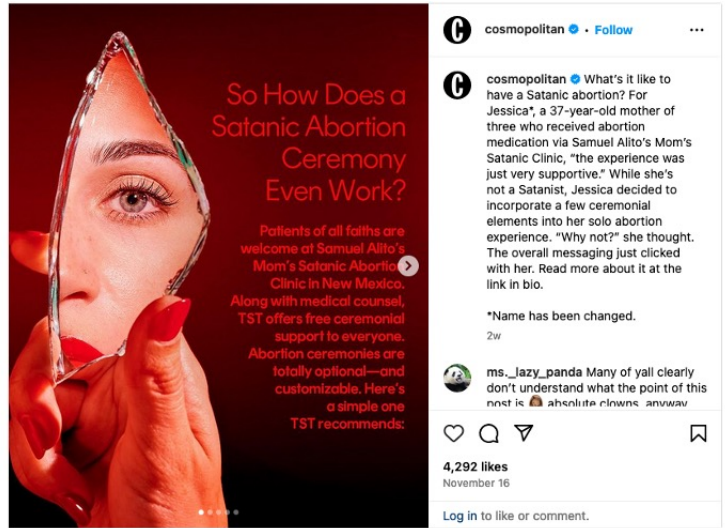 So How Does a
Satanic Abortion
Ceremony
Even Work?
Patients of all faiths are
welcome at Samuel Alito's
Mom's Satanic Abortion
Clinic in New Mexico.
Along with medical counsel,
TST offers free ceremonial
support to everyone.
Abortion ceremonies are
totally optional—and
customizable. Here's
a simple one
TST recommends:
C
cosmopolitan • Follow
C
cosmopolitan What's it like to
have a Satanic abortion? For
Jessica*, a 37-year-old mother of
three who received abortion
medication via Samuel Alito's Mom's
Satanic Clinic, "the experience was
just very supportive." While she's
not a Satanist, Jessica decided to
incorporate a few ceremonial
elements into her solo abortion
experience. "Why not?" she thought.
The overall messaging just clicked
with her. Read more about it at the
link in bio.
*Name has been changed.
2w
ms._lazy_panda Many of yall clearly
don't understand what the point of this
post is 🤦 absolute clowns, anyway
4,292 likes
November 16
Log in to like or comment.